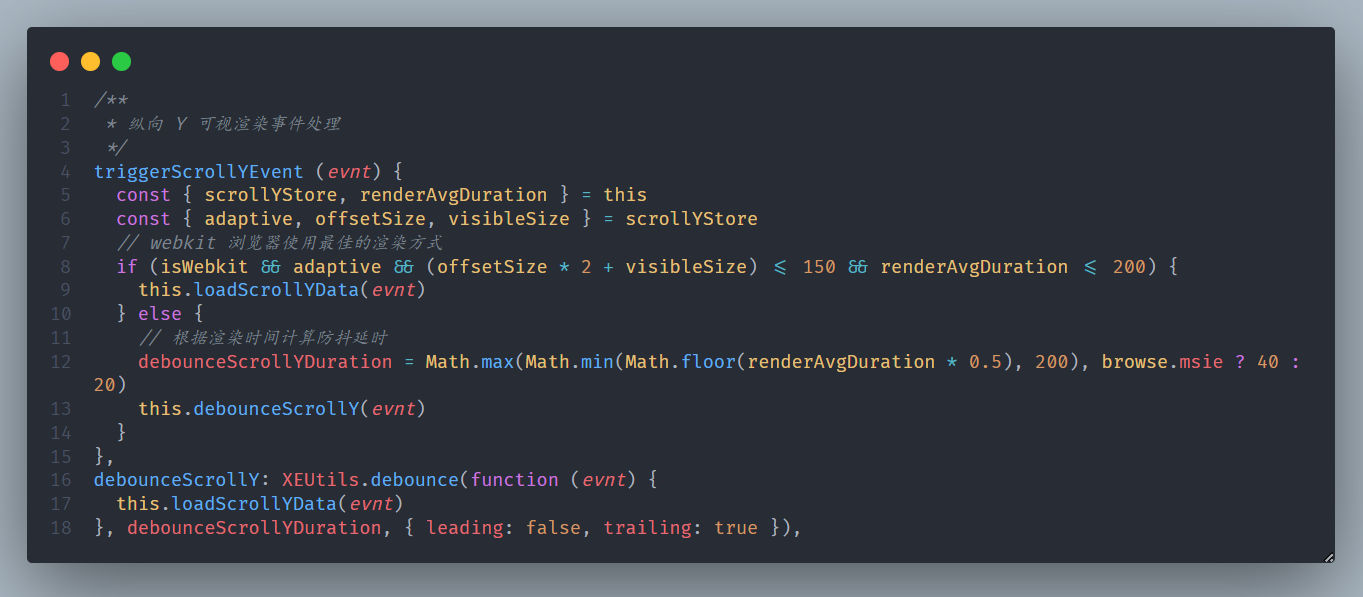 1 /**
2  * 纵向 Y 可视渲染事件处理
3  */
4 triggerScrollYEvent (evnt) {
5   const { scrollYStore, renderAvgDuration } = this
6   const { adaptive, offsetSize, visibleSize } = scrollYStore
7   // webkit 浏览器使用最佳的渲染方式
8   if (isWebkit && adaptive && (offsetSize * 2 + visibleSize) <= 150 && renderAvgDuration <= 200) {
9     this.loadScrollYData(evnt)
10   } else {
11     // 根据渲染时间计算防抖延时
12     debounceScrollYDuration = Math.max(Math.min(Math.floor(renderAvgDuration * 0.5), 200), browse.msie ? 40 :
20)
13     this.debounceScrollY(evnt)
14   }
15 },
16 debounceScrollY: XEUtils.debounce(function (evnt) {
17   this.loadScrollYData(evnt)
18 }, debounceScrollYDuration, { leading: false, trailing: true }),